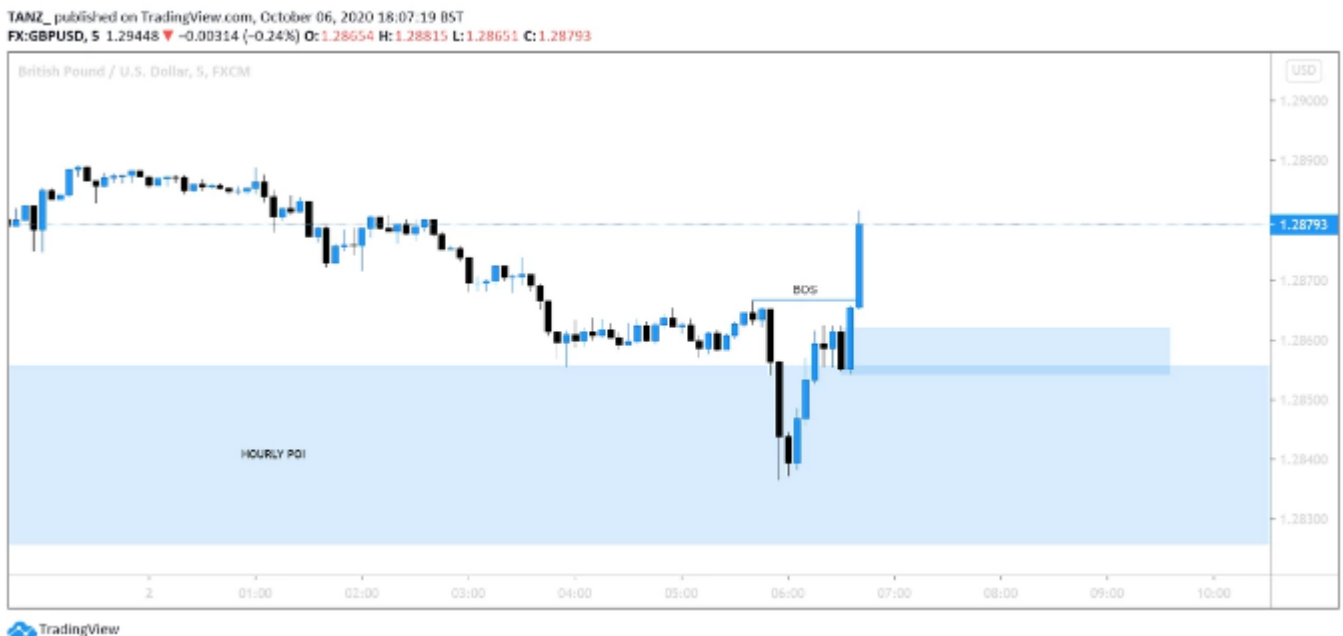 TANZ_ published on TradingView.com, October 06, 2020 18:07:19 BST
FX:GBPUSD, 5 1.29448 ▼ −0.00314 (−0.24%) O:1.28654 H:1.28815 L:1.28651 C:1.28793
British Pound / U.S. Dollar, 5, FXCM
USD
1.29000
1.28900
1.28793
1.28700
BOS
1.28600
1.28500
HOURLY POI
1.28400
1.28300
2 01:00 02:00 03:00 04:00 05:00 06:00 07:00 08:00 09:00 10:00
TradingView